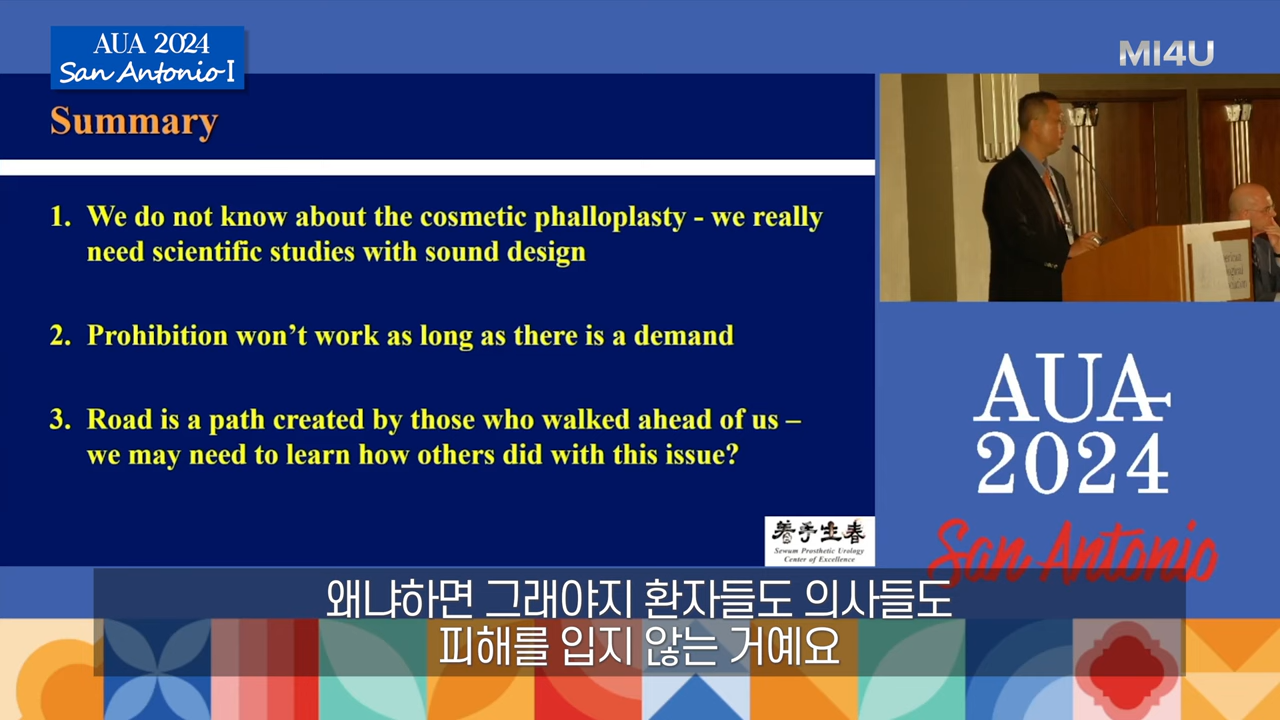 AUA 2024
San Antonio I
MI4U
Summary
1. We do not know about the cosmetic phalloplasty - we really
need scientific studies with sound design
2. Prohibition won't work as long as there is a demand
3. Road is a path created by those who walked ahead of us –
we may need to learn how others did with this issue?
着手生春
Sewum Prosthetic Urology
Center of Excellence
AUA
2024
San Antonio
왜냐하면 그래야지 환자들도 의사들도
피해를 입지 않는 거예요